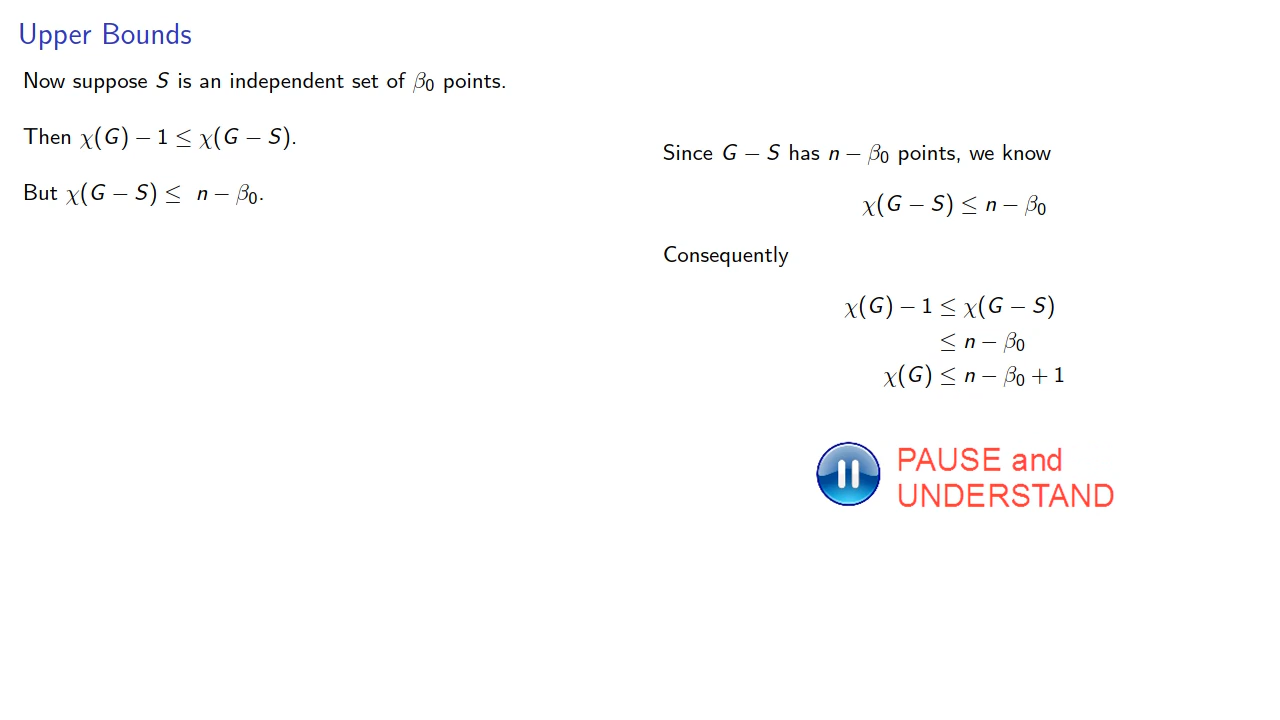 Upper Bounds
Now suppose S is an independent set of β₀ points.
Then χ(G) − 1 ≤ χ(G − S).
But χ(G − S) ≤ n − β₀.
Since G − S has n − β₀ points, we know
χ(G − S) ≤ n − β₀
Consequently
χ(G) − 1 ≤ χ(G − S)
≤ n − β₀
χ(G) ≤ n − β₀ + 1
PAUSE and
UNDERSTAND